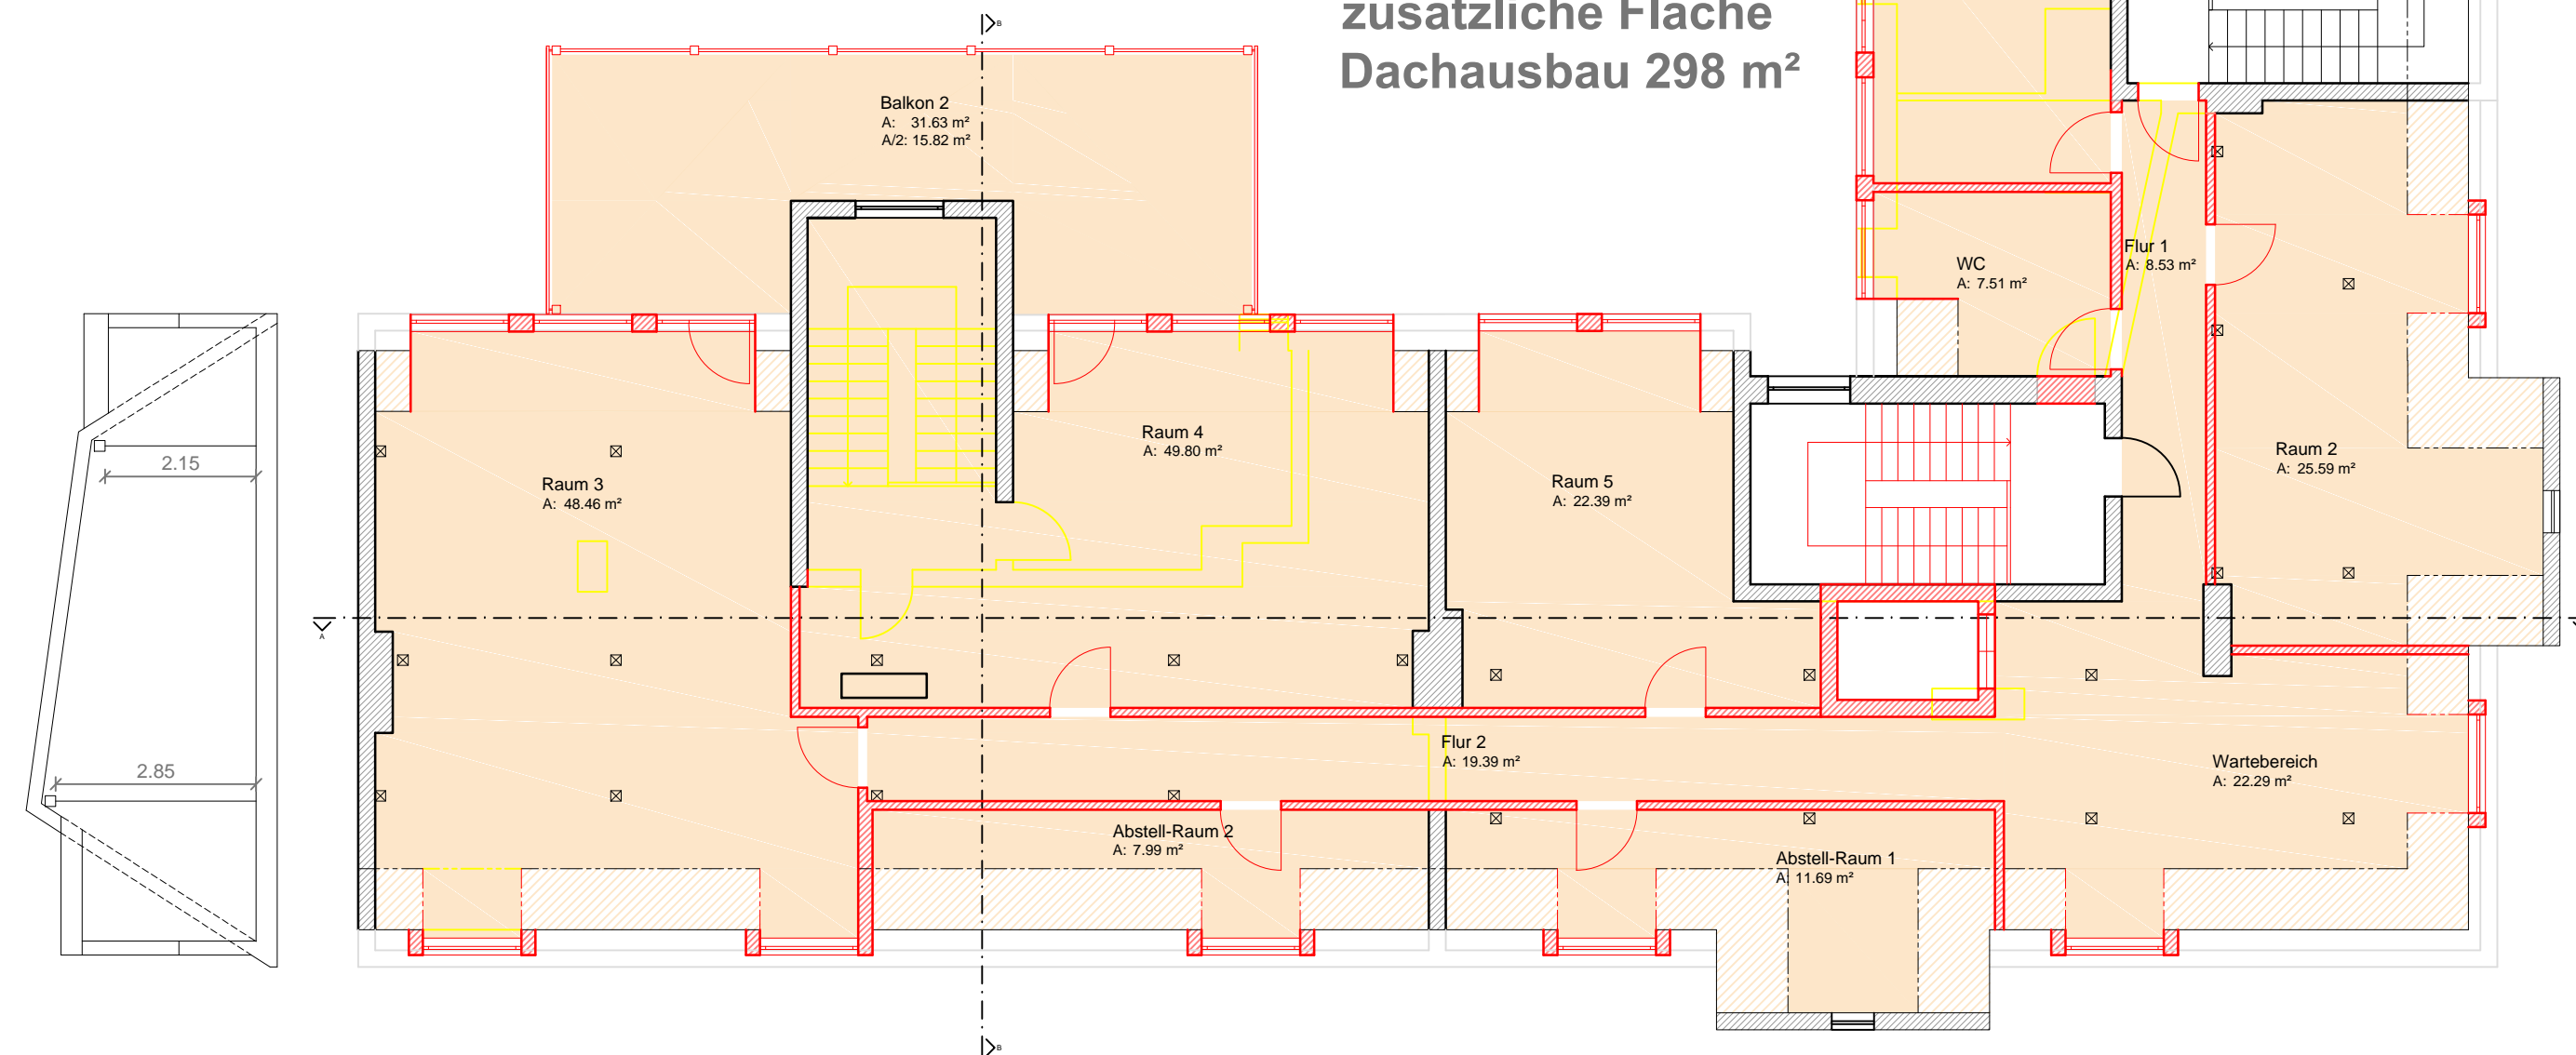 zusätzliche Fläche
Dachausbau 298 m²
B
Balkon 2
A: 31.63 m²
A/2: 15.82 m²
Flur 1
A: 8.53 m²
WC
A: 7.51 m²
Raum 4
A: 49.80 m²
Raum 2
A: 25.59 m²
2.15
Raum 3
A: 48.46 m²
Raum 5
A: 22.39 m²
A
Flur 2
A: 19.39 m²
Wartebereich
A: 22.29 m²
2.85
Abstell-Raum 2
A: 7.99 m²
Abstell-Raum 1
A: 11.69 m²
B